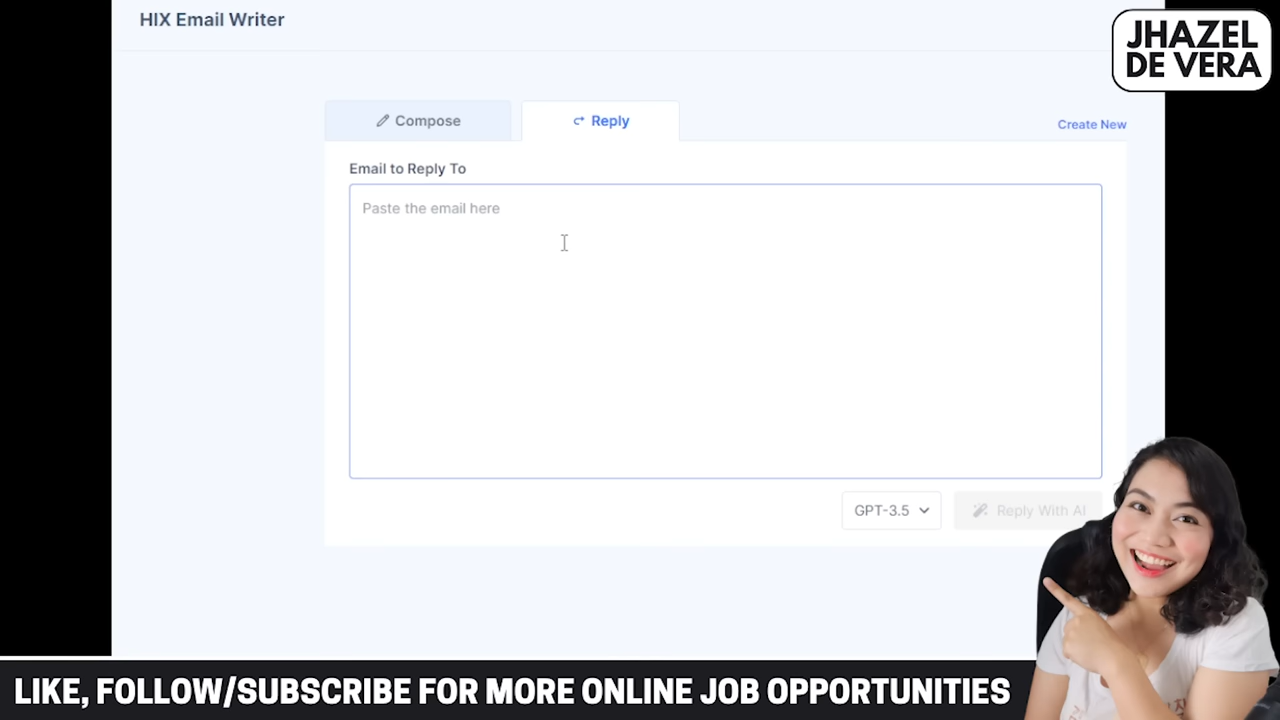 HIX Email Writer
JHAZEL
DE VERA
Compose
Reply
Create New
Email to Reply To
Paste the email here
GPT-3.5
Reply With AI
LIKE, FOLLOW/SUBSCRIBE FOR MORE ONLINE JOB OPPORTUNITIES